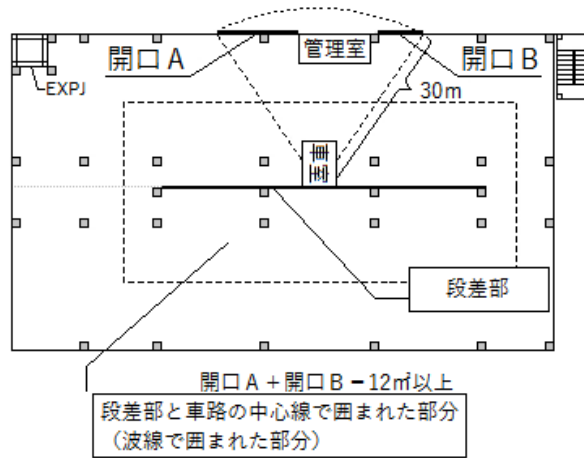 開口A
管理室
開口B
EXPJ
30m
車室
段差部
開口A+開口B-12㎡以上
段差部と車路の中心線で囲まれた部分
(波線で囲まれた部分)